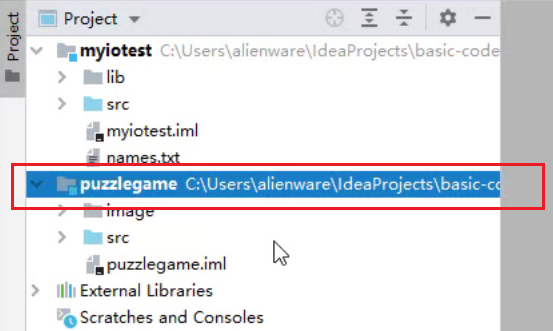 Project
Project
myiotest C:\Users\alienware\IdeaProjects\basic-code
lib
src
myiotest.iml
names.txt
puzzlegame C:\Users\alienware\IdeaProjects\basic-co
image
src
puzzlegame.iml
External Libraries
Scratches and Consoles